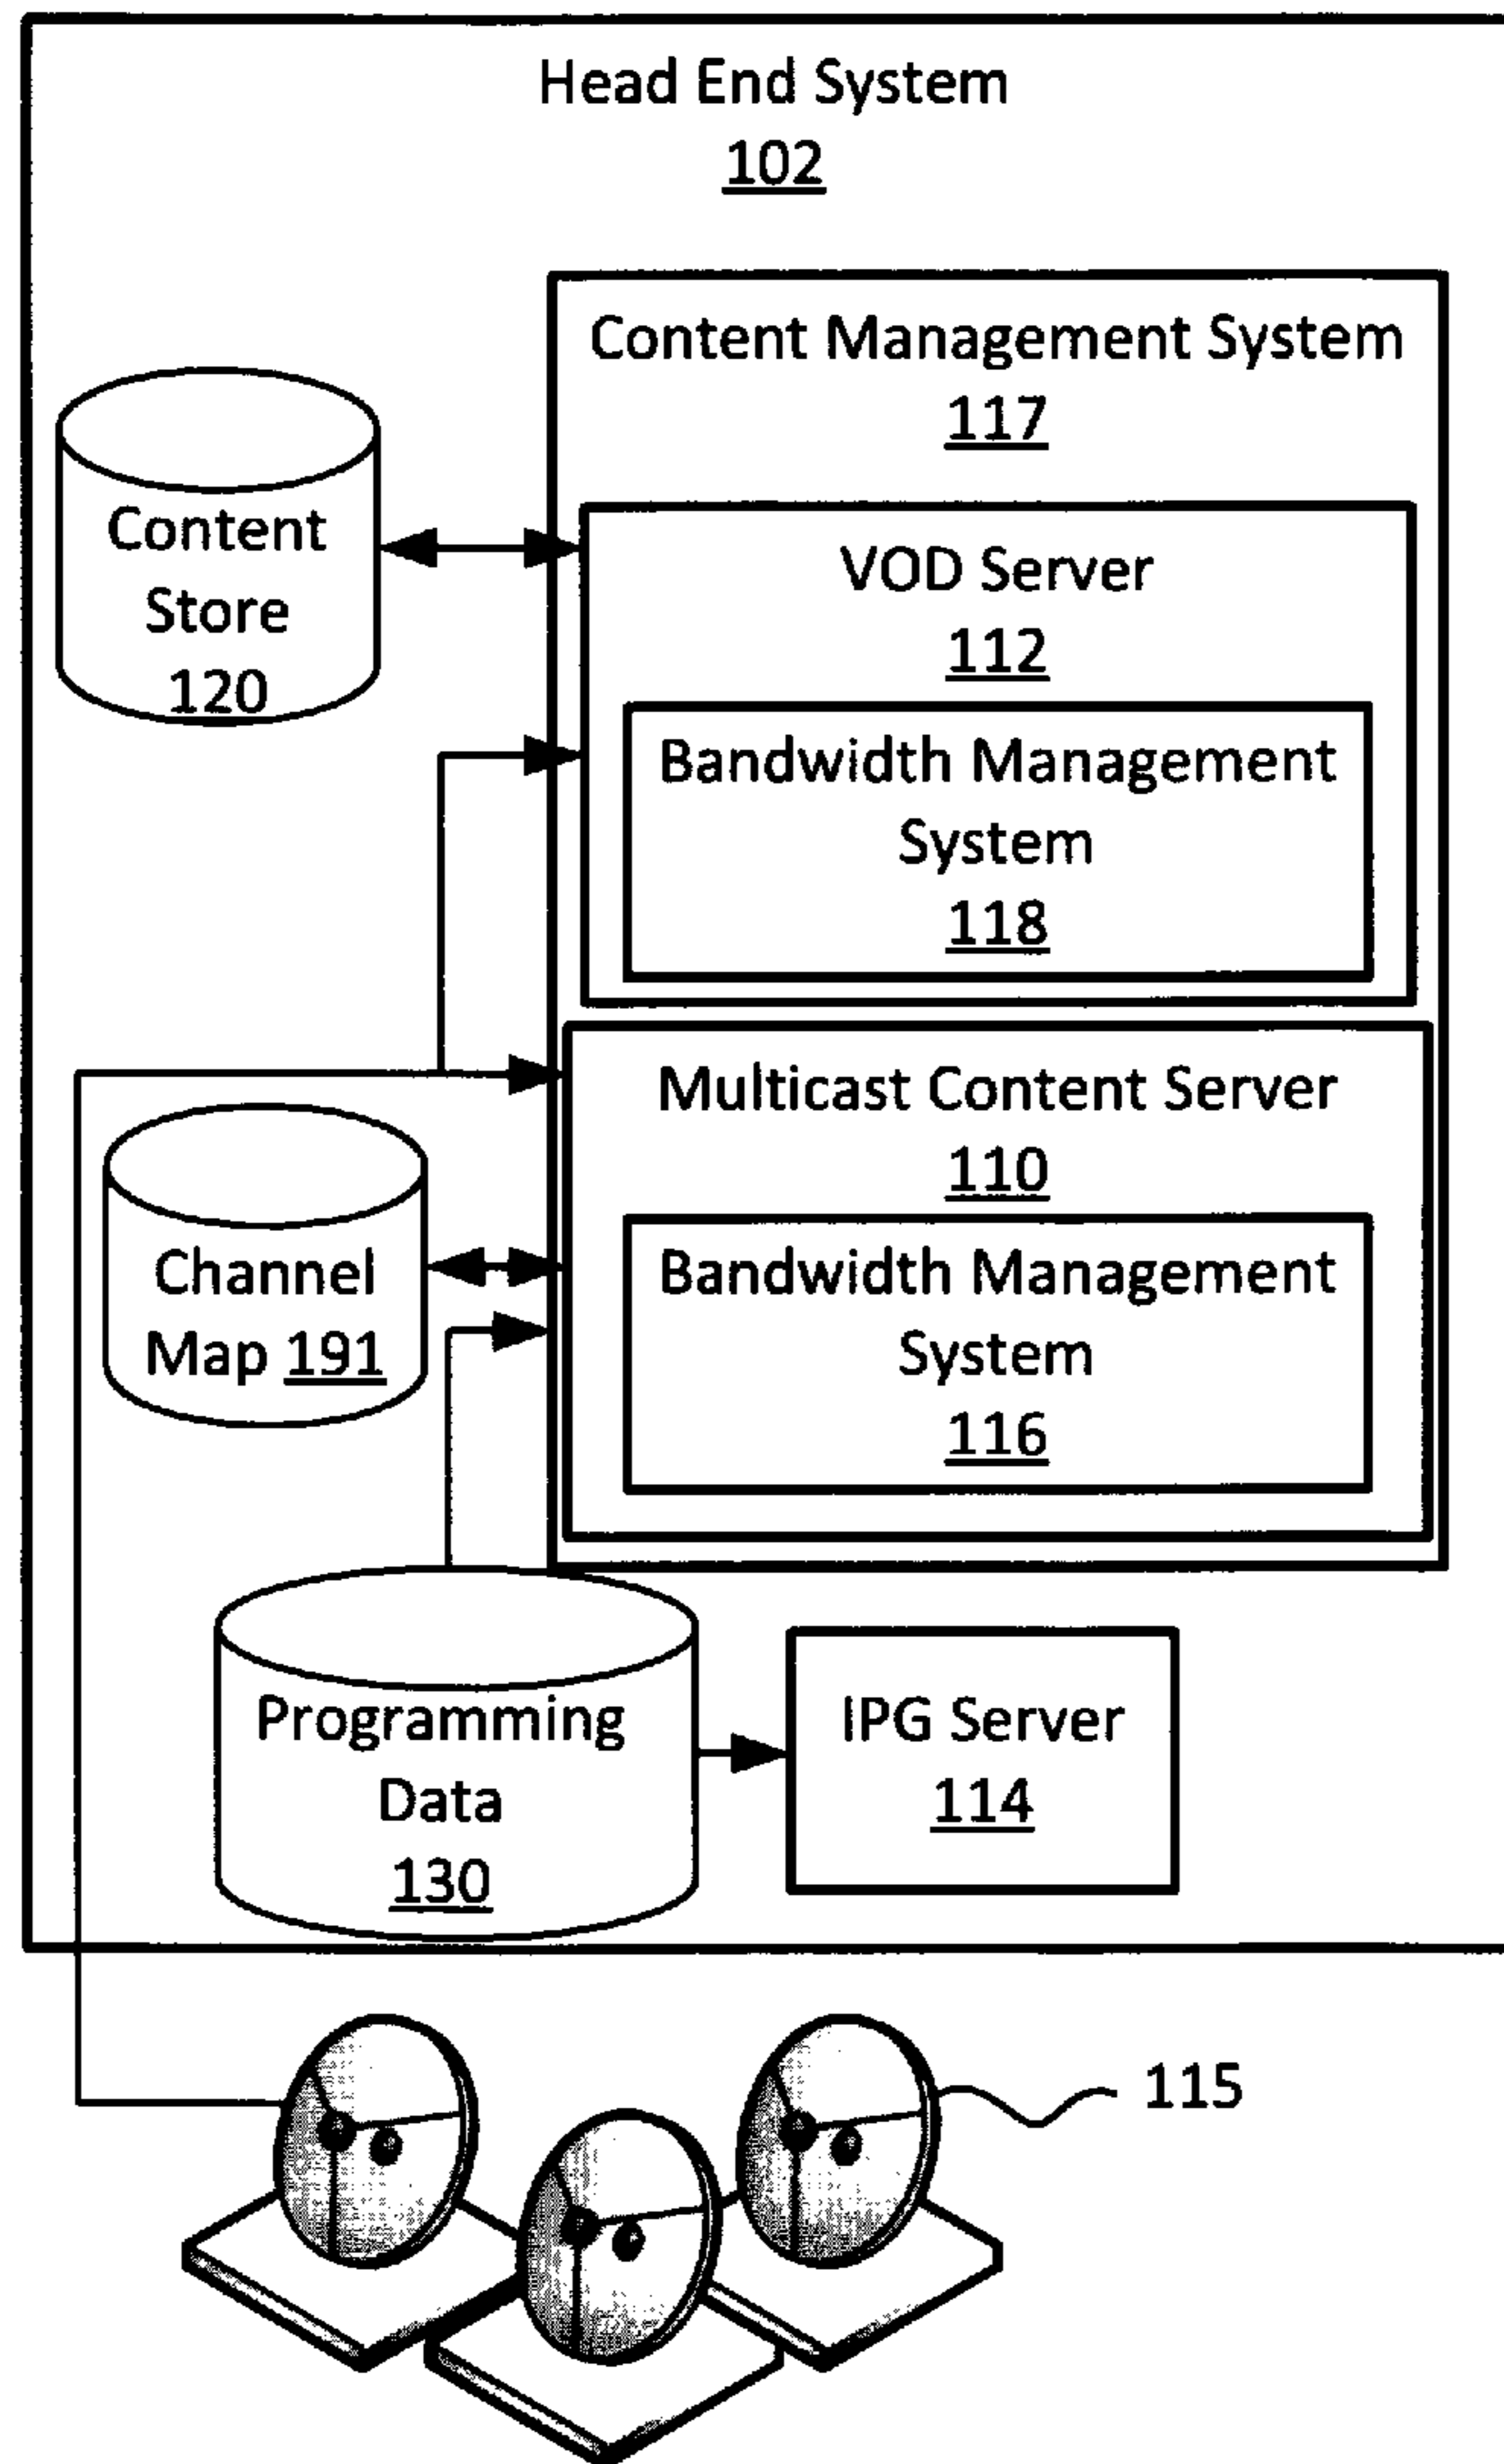 Head End System
102
Content Management System
117
Content
Store
120
VOD Server
112
Bandwidth Management
System
118
Multicast Content Server
110
Channel
Map 191
Bandwidth Management
System
116
Programming
Data
130
IPG Server
114
115